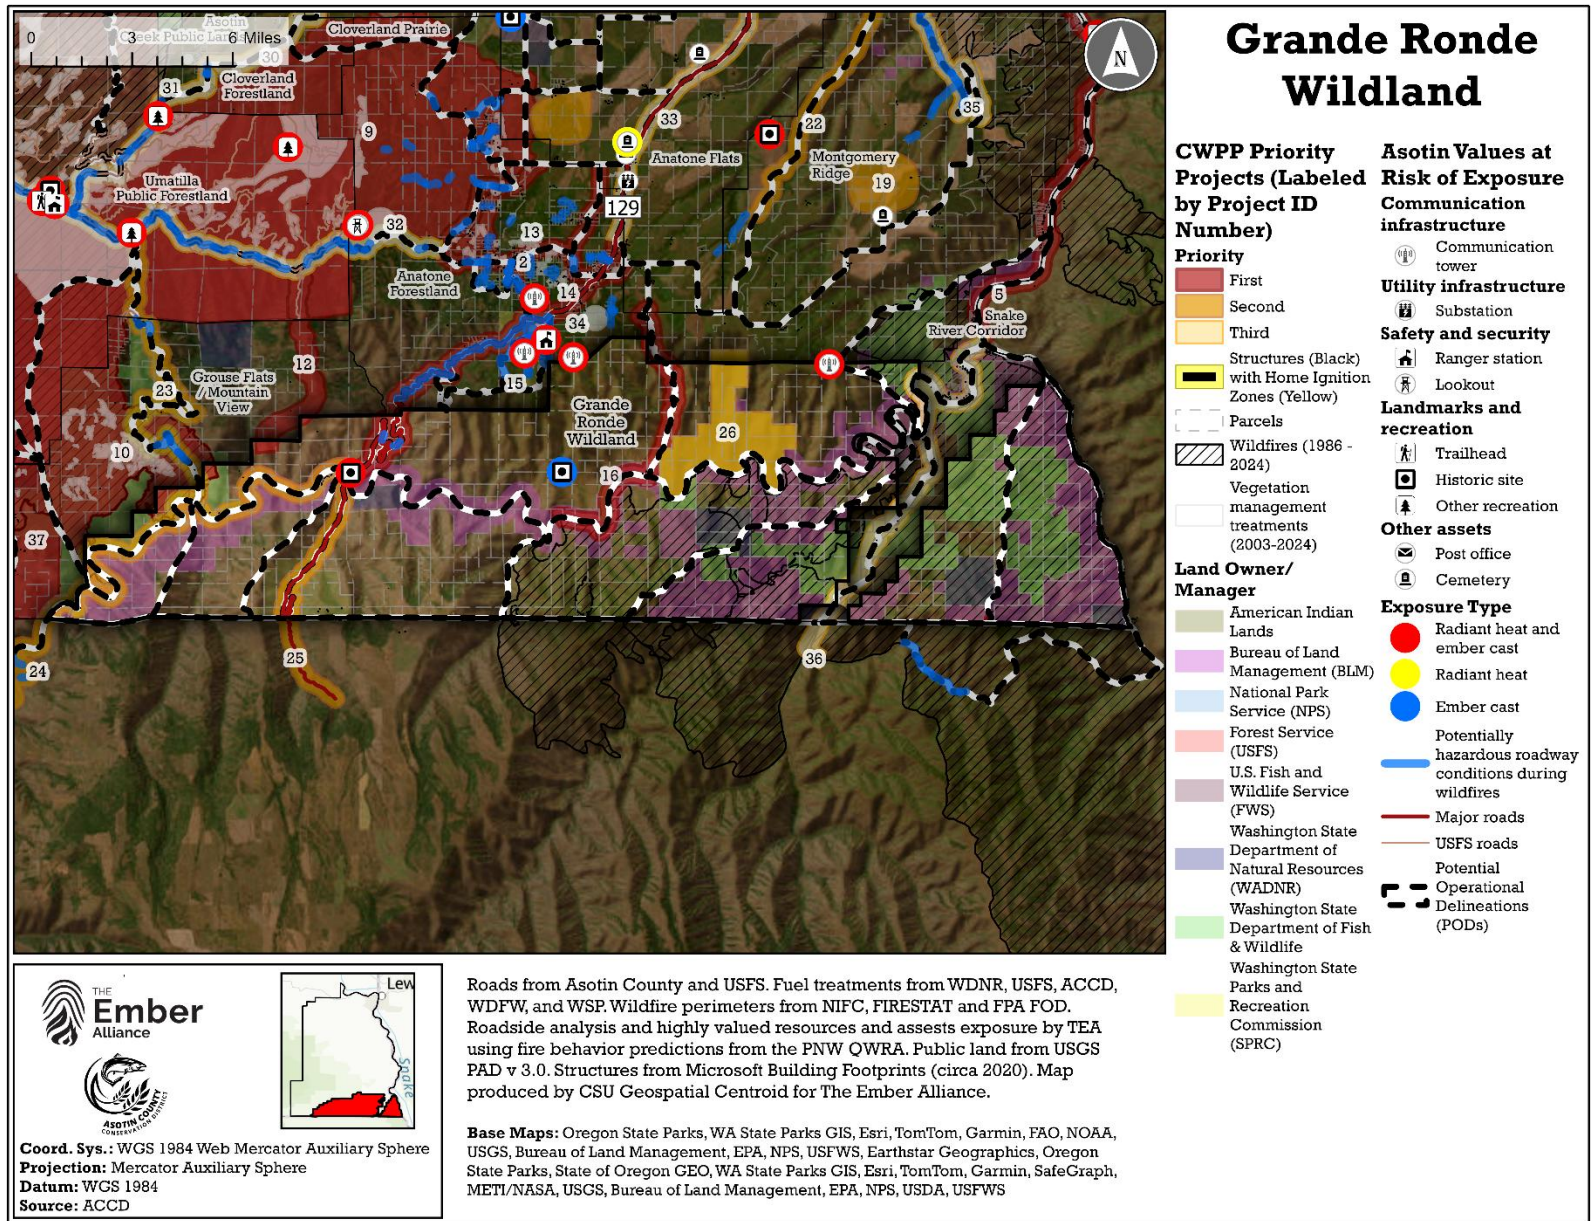 Grande Ronde
Wildland
0 3 6 Miles
Asotin
Creek Public Lands
30
Cloverland Prairie
31
Cloverland
Forestland
9
33
22
35
N
Anatone Flats
Montgomery
Ridge
19
Umatilla
Public Forestland
32
129
13
2
Anatone
Forestland
14
34
5
Snake
River Corridor
12
15
23
Grouse Flats
/Mountain
View
Grande
Ronde
Wildland
26
10
16
37
24
25
36
CWPP Priority
Projects (Labeled
by Project ID
Number)
Priority
First
Second
Third
Structures (Black)
with Home Ignition
Zones (Yellow)
Parcels
Wildfires (1986 -
2024)
Vegetation
management
treatments
(2003-2024)
Land Owner/
Manager
American Indian
Lands
Bureau of Land
Management (BLM)
National Park
Service (NPS)
Forest Service
(USFS)
U.S. Fish and
Wildlife Service
(FWS)
Washington State
Department of
Natural Resources
(WADNR)
Washington State
Department of Fish
& Wildlife
Washington State
Parks and
Recreation
Commission
(SPRC)
Asotin Values at
Risk of Exposure
Communication
infrastructure
Communication
tower
Utility infrastructure
Substation
Safety and security
Ranger station
Lookout
Landmarks and
recreation
Trailhead
Historic site
Other recreation
Other assets
Post office
Cemetery
Exposure Type
Radiant heat and
ember cast
Radiant heat
Ember cast
Potentially
hazardous roadway
conditions during
wildfires
Major roads
USFS roads
Potential
Operational
Delineations
(PODs)
THE
Ember
Alliance
ASOTIN COUNTY
CONSERVATION DISTRICT
Lew
Snake
Coord. Sys.: WGS 1984 Web Mercator Auxiliary Sphere
Projection: Mercator Auxiliary Sphere
Datum: WGS 1984
Source: ACCD
Roads from Asotin County and USFS. Fuel treatments from WDNR, USFS, ACCD,
WDFW, and WSP. Wildfire perimeters from NIFC, FIRESTAT and FPA FOD.
Roadside analysis and highly valued resources and assests exposure by TEA
using fire behavior predictions from the PNW QWRA. Public land from USGS
PAD v 3.0. Structures from Microsoft Building Footprints (circa 2020). Map
produced by CSU Geospatial Centroid for The Ember Alliance.
Base Maps: Oregon State Parks, WA State Parks GIS, Esri, TomTom, Garmin, FAO, NOAA,
USGS, Bureau of Land Management, EPA, NPS, USFWS, Earthstar Geographics, Oregon
State Parks, State of Oregon GEO, WA State Parks GIS, Esri, TomTom, Garmin, SafeGraph,
METI/NASA, USGS, Bureau of Land Management, EPA, NPS, USDA, USFWS